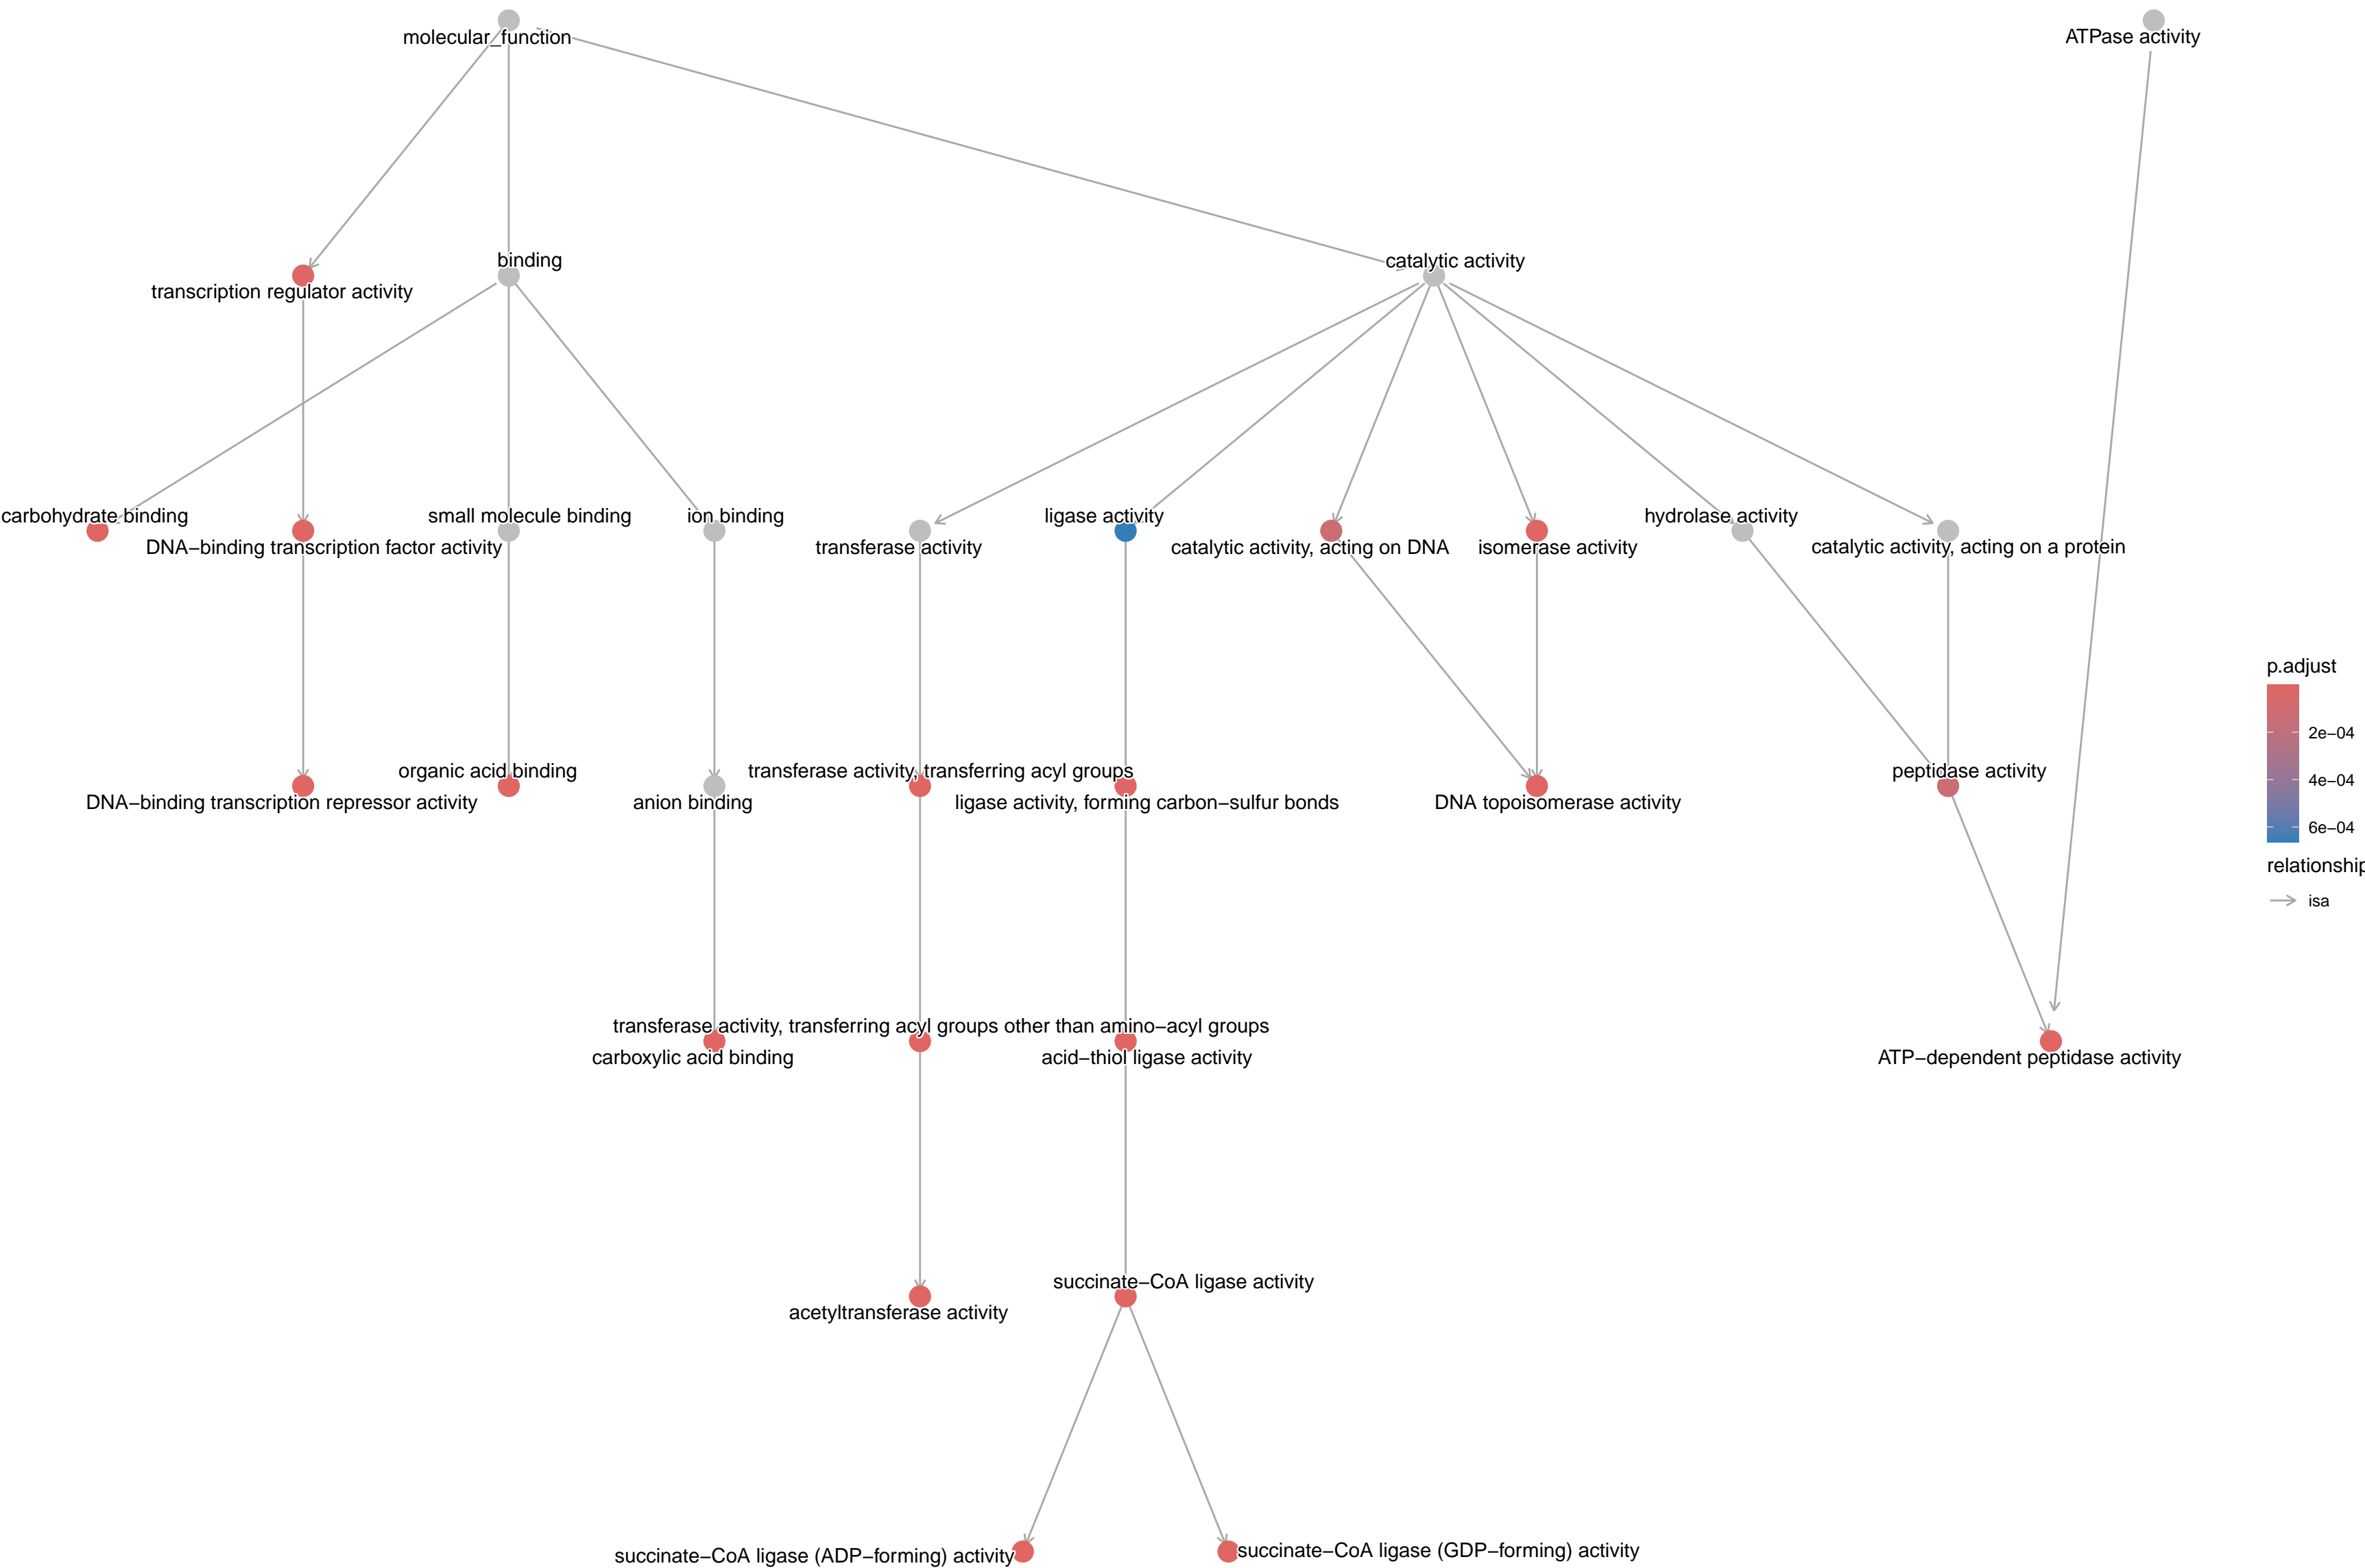 molecular_function
ATPase activity
binding
catalytic activity
transcription regulator activity
carbohydrate binding
small molecule binding
ion binding
ligase activity
hydrolase activity
DNA−binding transcription factor activity
transferase activity
catalytic activity, acting on DNA
isomerase activity
catalytic activity, acting on a protein
p.adjust
2e−04
4e−04
6e−04
relationship
isa
organic acid binding
transferase activity, transferring acyl groups
peptidase activity
DNA−binding transcription repressor activity
anion binding
ligase activity, forming carbon−sulfur bonds
DNA topoisomerase activity
transferase activity, transferring acyl groups other than amino−acyl groups
carboxylic acid binding
acid−thiol ligase activity
ATP−dependent peptidase activity
succinate−CoA ligase activity
acetyltransferase activity
succinate−CoA ligase (ADP−forming) activity
succinate−CoA ligase (GDP−forming) activity